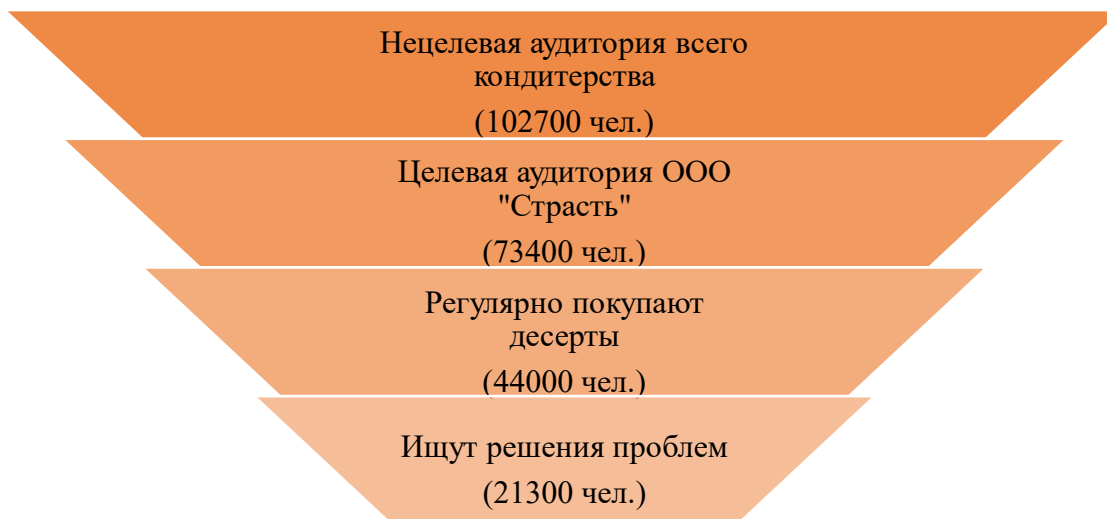 Нецелевая аудитория всего
кондитерства
(102700 чел.)
Целевая аудитория ООО
"Страсть"
(73400 чел.)
Регулярно покупают
десерты
(44000 чел.)
Ищут решения проблем
(21300 чел.)